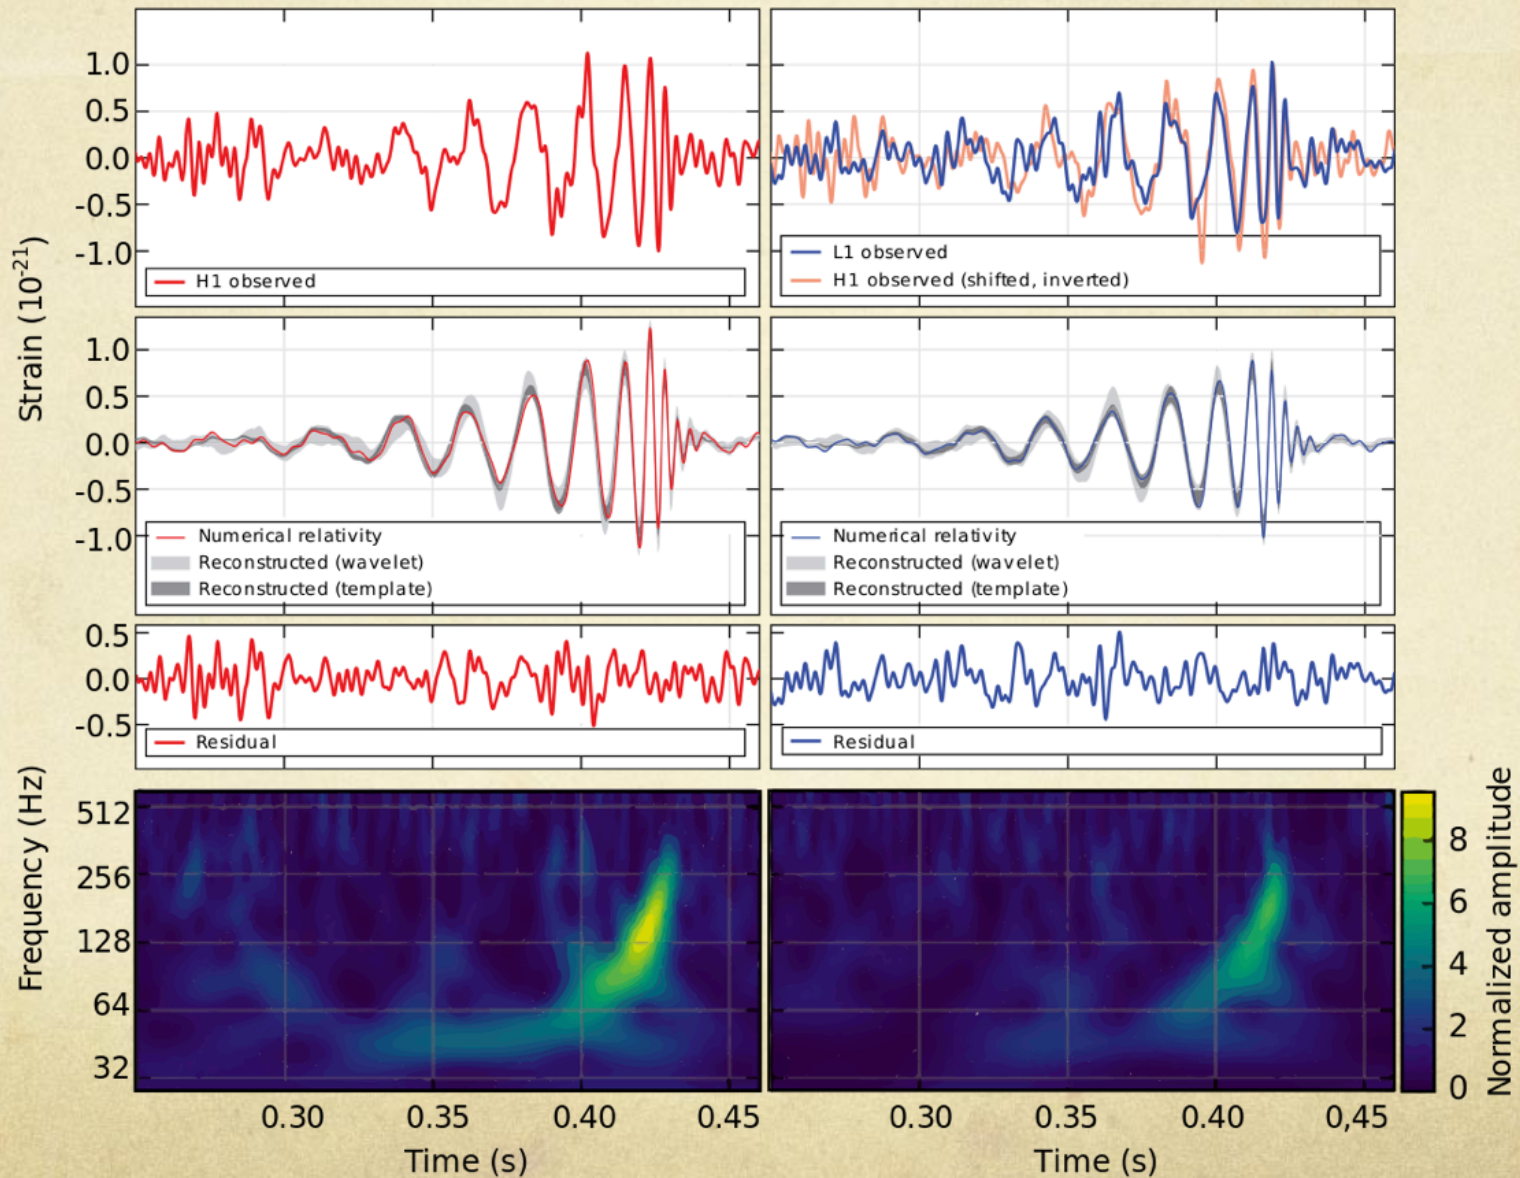 1.0
0.5
0.0
-0.5
-1.0
H1 observed
L1 observed
H1 observed (shifted, inverted)
Strain (10-21)
1.0
0.5
0.0
-0.5
-1.0
Numerical relativity
Reconstructed (wavelet)
Reconstructed (template)
Numerical relativity
Reconstructed (wavelet)
Reconstructed (template)
0.5
0.0
-0.5
Residual
Residual
Frequency (Hz)
512
256
128
64
32
0.30 0.35 0.40 0.45
Time (s)
0.30 0.35 0.40 0,45
Time (s)
8
6
4
2
0
Normalized amplitude